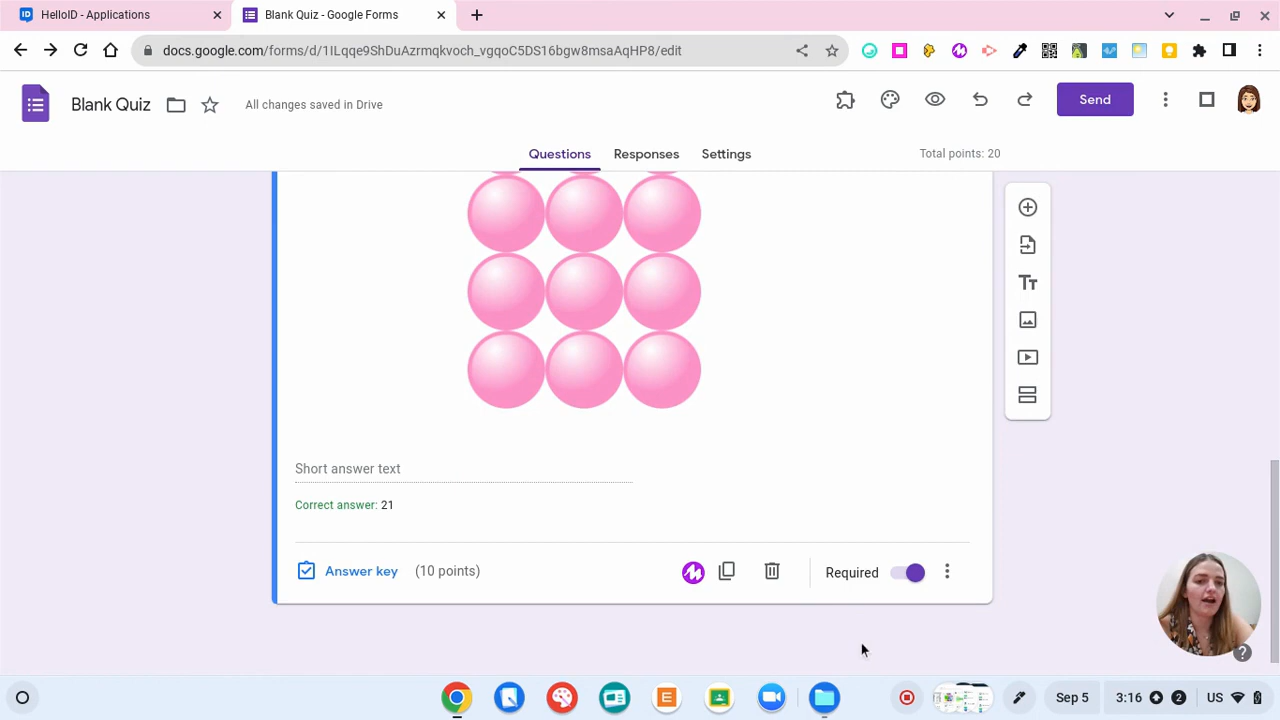 HelloID - Applications
Blank Quiz - Google Forms
docs.google.com/forms/d/1ILqqe9ShDuAzrmqkvoch_vgqoC5DS16bgw8msaAqHP8/edit
Blank Quiz
All changes saved in Drive
Send
Questions
Responses
Settings
Total points: 20
Tт
Short answer text
Correct answer: 21
Answer key
(10 points)
Required
Sep 5
3:16
2
US